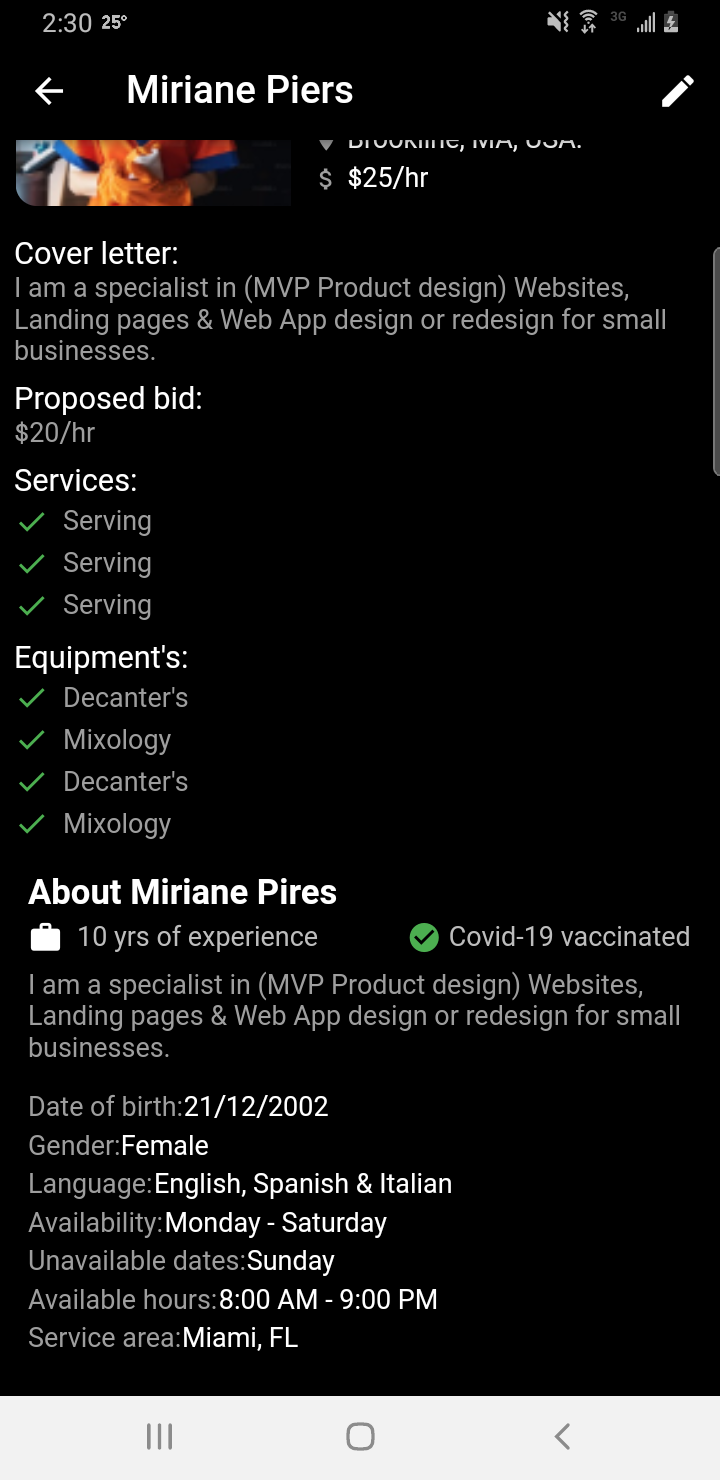 2:30 25°
3G
Miriane Piers
Brookline, MA, USA.
$ $25/hr
Cover letter:
I am a specialist in (MVP Product design) Websites,
Landing pages & Web App design or redesign for small
businesses.
Proposed bid:
$20/hr
Services:
Serving
Serving
Serving
Equipment's:
Decanter's
Mixology
Decanter's
Mixology
About Miriane Pires
10 yrs of experience
Covid-19 vaccinated
I am a specialist in (MVP Product design) Websites,
Landing pages & Web App design or redesign for small
businesses.
Date of birth:21/12/2002
Gender:Female
Language:English, Spanish & Italian
Availability:Monday - Saturday
Unavailable dates:Sunday
Available hours:8:00 AM - 9:00 PM
Service area:Miami, FL